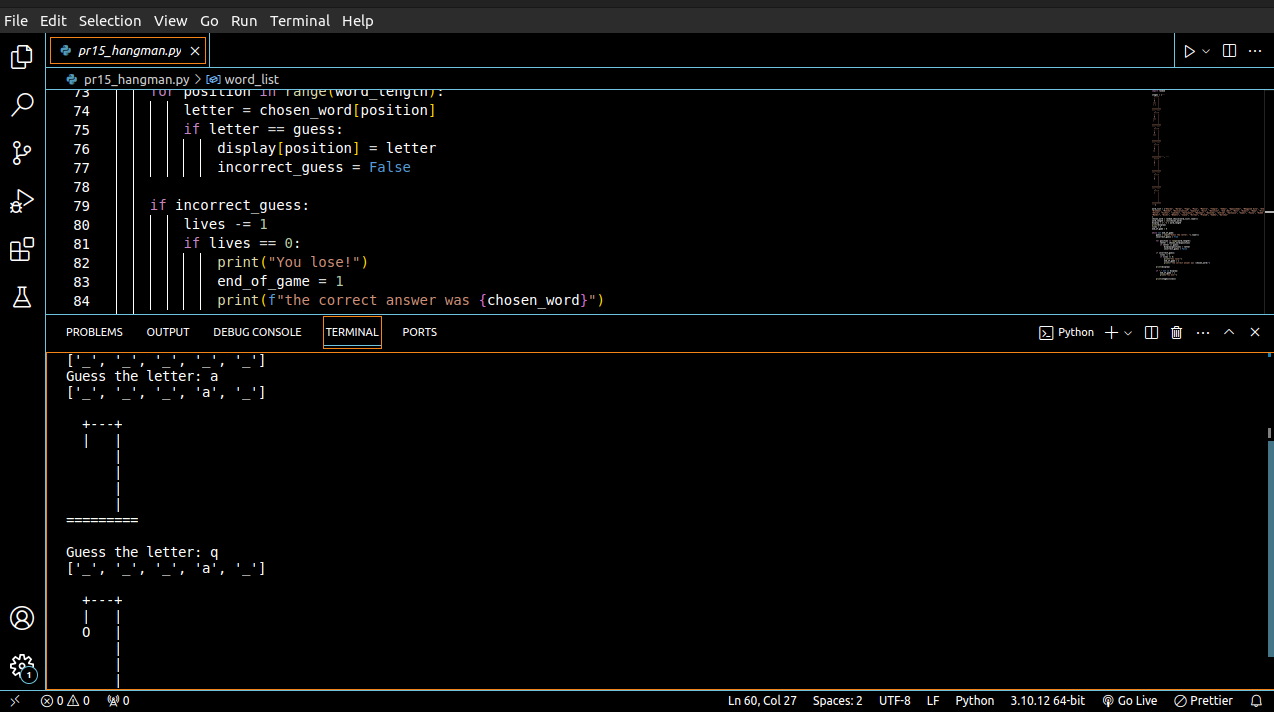 File Edit Selection View Go Run Terminal Help
pr15_hangman.py
pr15_hangman.py > word_list
73 for position in range(word_length):
74 letter = chosen_word[position]
75 if letter == guess:
76 display[position] = letter
77 incorrect_guess = False
78
79 if incorrect_guess:
80 lives -= 1
81 if lives == 0:
82 print("You lose!")
83 end_of_game = 1
84 print(f"the correct answer was {chosen_word}")
PROBLEMS OUTPUT DEBUG CONSOLE TERMINAL PORTS Python
['_', '_', '_', '_', '_']
Guess the letter: a
['_', '_', '_', 'a', '_']
+---+
|   |
    |
    |
    |
    |
=========
Guess the letter: q
['_', '_', '_', 'a', '_']
+---+
|   |
O   |
    |
    |
    |
1
0 0 0 Ln 60, Col 27 Spaces: 2 UTF-8 LF Python 3.10.12 64-bit Go Live Prettier